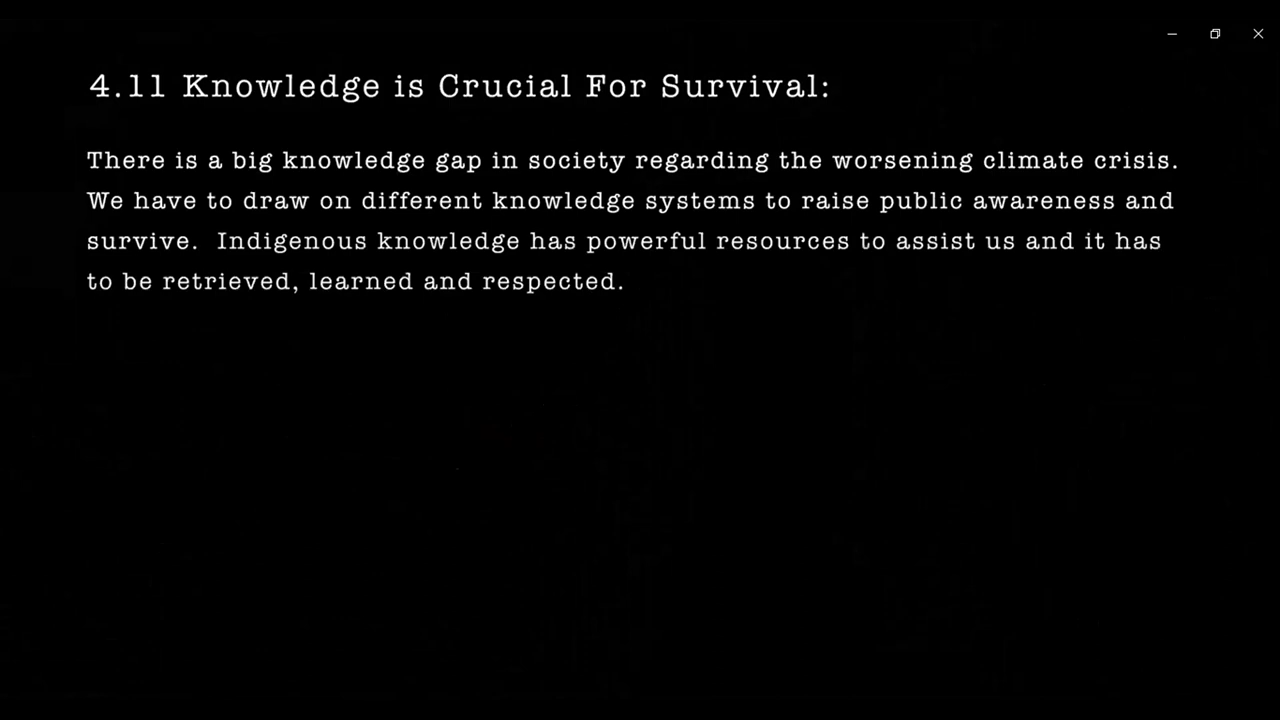 4.11 Knowledge is Crucial For Survival:
There is a big knowledge gap in society regarding the worsening climate crisis.
We have to draw on different knowledge systems to raise public awareness and
survive.  Indigenous knowledge has powerful resources to assist us and it has
to be retrieved, learned and respected.